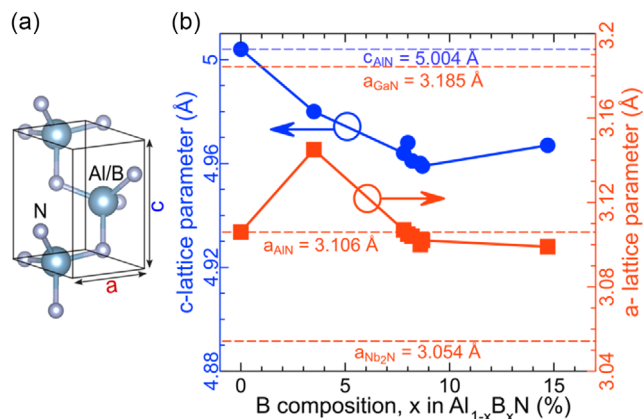 (a)
(b)
N
Al/B
c
a
c-lattice parameter (Å)
5
4.96
4.92
4.88
c_AlN = 5.004 Å
a_GaN = 3.185 Å
a_AlN = 3.106 Å
a_Nb₂N = 3.054 Å
3.2
3.16
3.12
3.08
3.04
a- lattice parameter (Å)
0
5
10
15
B composition, x in Al₁₋ₓBₓN (%)